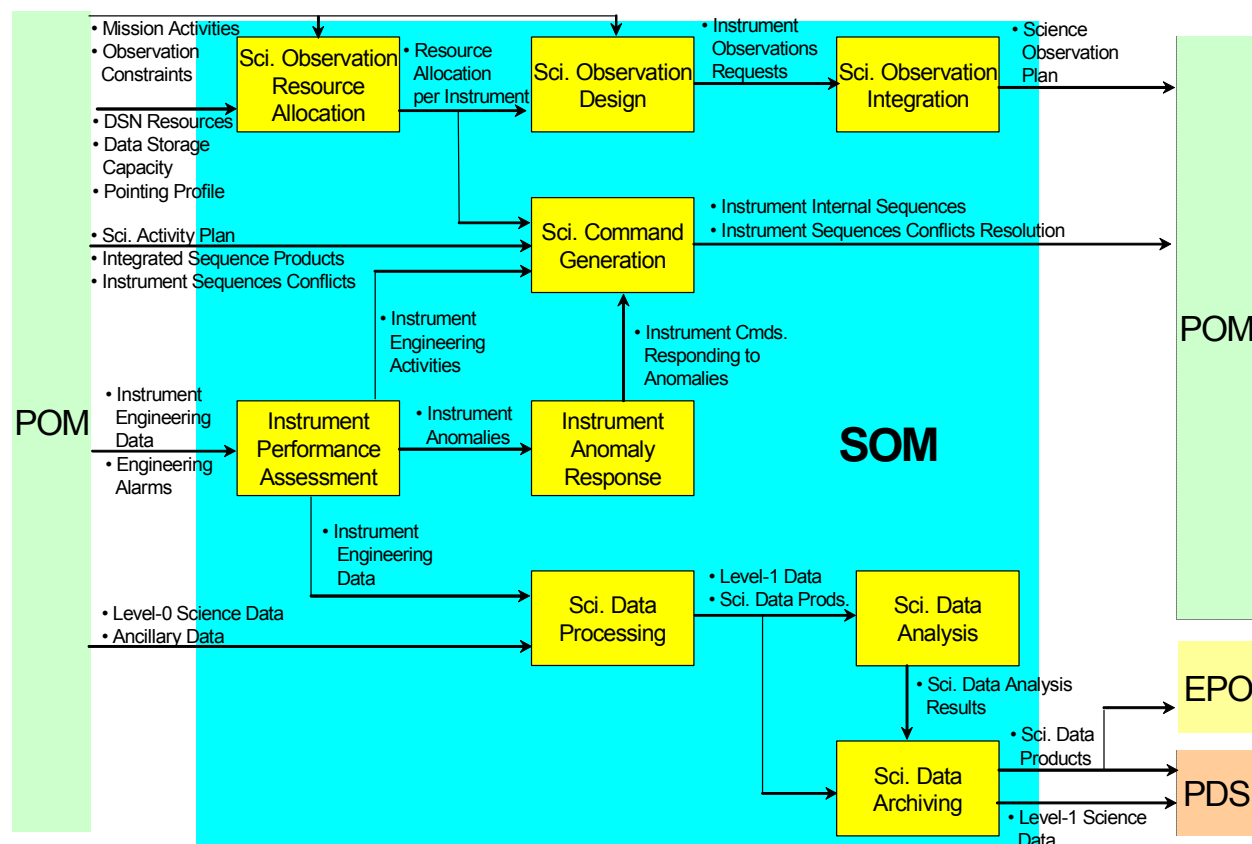 • Mission Activities
• Observation
Constraints
• DSN Resources
• Data Storage
Capacity
• Pointing Profile
Sci. Observation
Resource
Allocation
• Resource
Allocation
per Instrument
Sci. Observation
Design
• Instrument
Observations
Requests
Sci. Observation
Integration
• Science
Observation
Plan
• Sci. Activity Plan
• Integrated Sequence Products
• Instrument Sequences Conflicts
Sci. Command
Generation
• Instrument Internal Sequences
• Instrument Sequences Conflicts Resolution
POM
• Instrument
Engineering
Activities
• Instrument Cmds.
Responding to
Anomalies
POM
• Instrument
Engineering
Data
• Engineering
Alarms
Instrument
Performance
Assessment
• Instrument
Anomalies
Instrument
Anomaly
Response
SOM
• Instrument
Engineering
Data
• Level-0 Science Data
• Ancillary Data
Sci. Data
Processing
• Level-1 Data
• Sci. Data Prods.
Sci. Data
Analysis
• Sci. Data Analysis
Results
EPO
Sci. Data
Archiving
• Sci. Data
Products
PDS
• Level-1 Science
Data